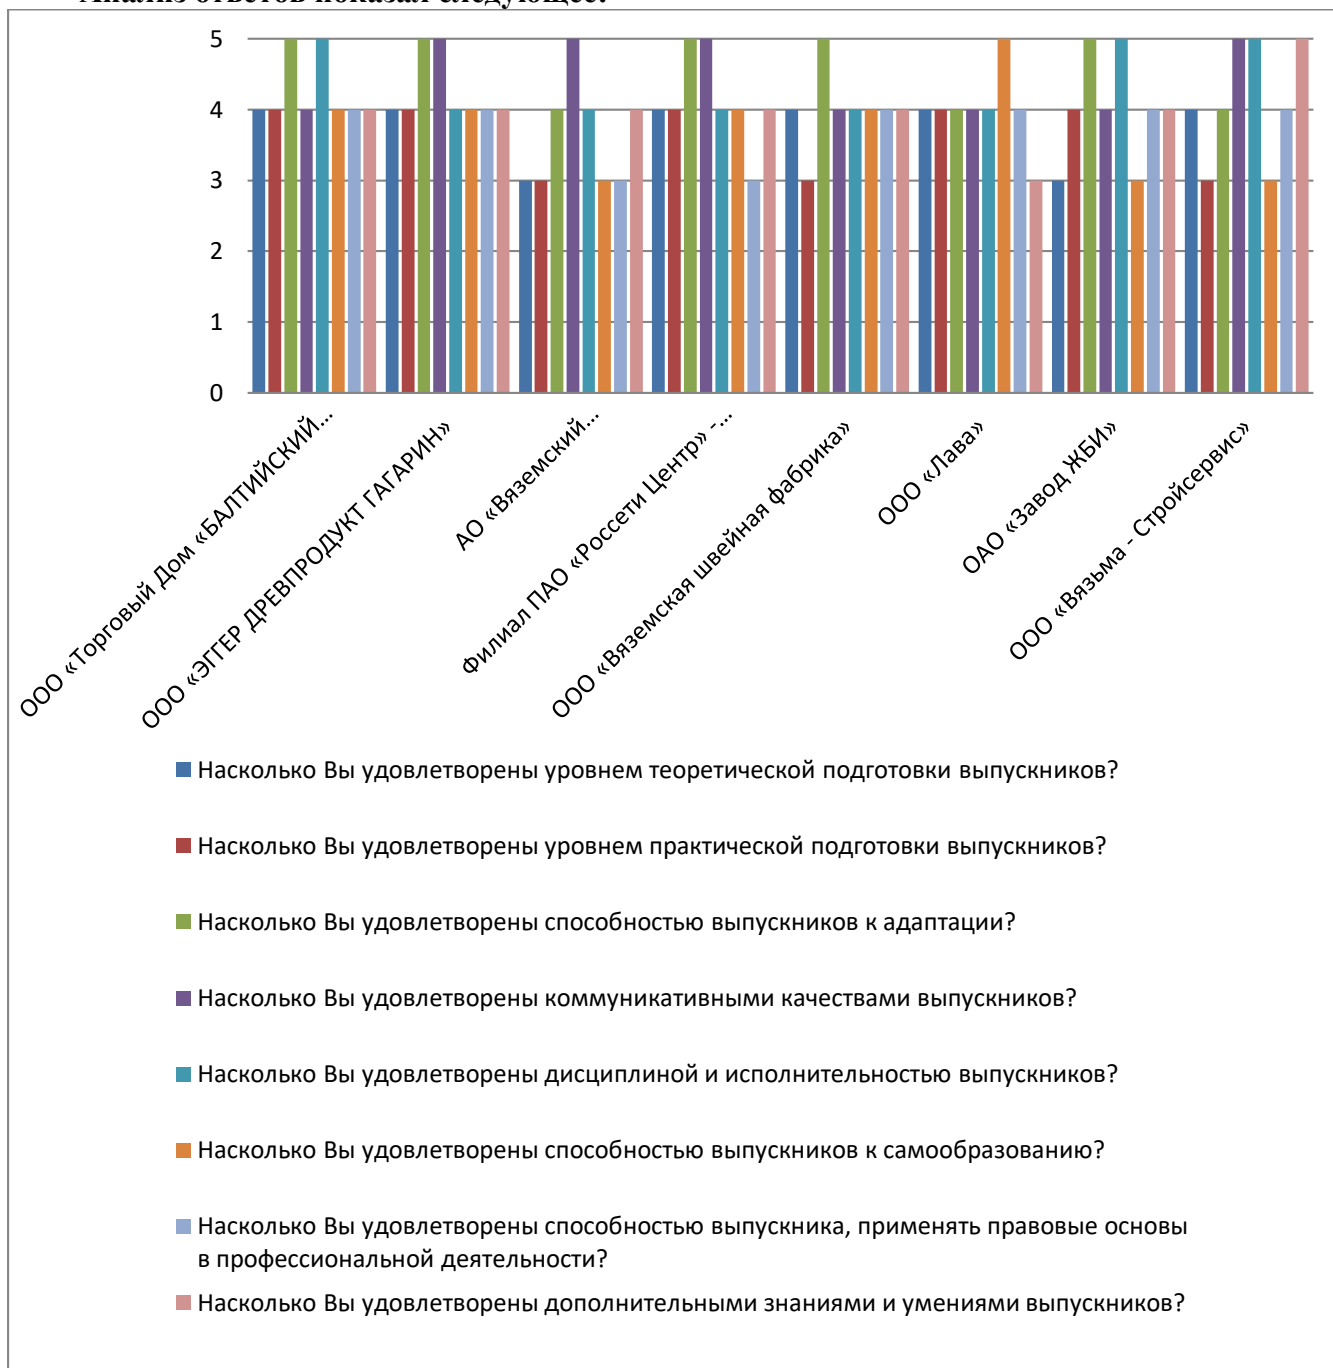 Анализ ответов показал следующее:
5
4
3
2
1
0
ООО «Торговый Дом «БАЛТИЙСКИЙ...
ООО «ЭГГЕР ДРЕВПРОДУКТ ГАГАРИН»
АО «Вяземский...
Филиал ПАО «Россети Центр» -...
ООО «Вяземская швейная фабрика»
ООО «Лава»
ОАО «Завод ЖБИ»
ООО «Вязьма - Стройсервис»
Насколько Вы удовлетворены уровнем теоретической подготовки выпускников?
Насколько Вы удовлетворены уровнем практической подготовки выпускников?
Насколько Вы удовлетворены способностью выпускников к адаптации?
Насколько Вы удовлетворены коммуникативными качествами выпускников?
Насколько Вы удовлетворены дисциплиной и исполнительностью выпускников?
Насколько Вы удовлетворены способностью выпускников к самообразованию?
Насколько Вы удовлетворены способностью выпускника, применять правовые основы
в профессиональной деятельности?
Насколько Вы удовлетворены дополнительными знаниями и умениями выпускников?